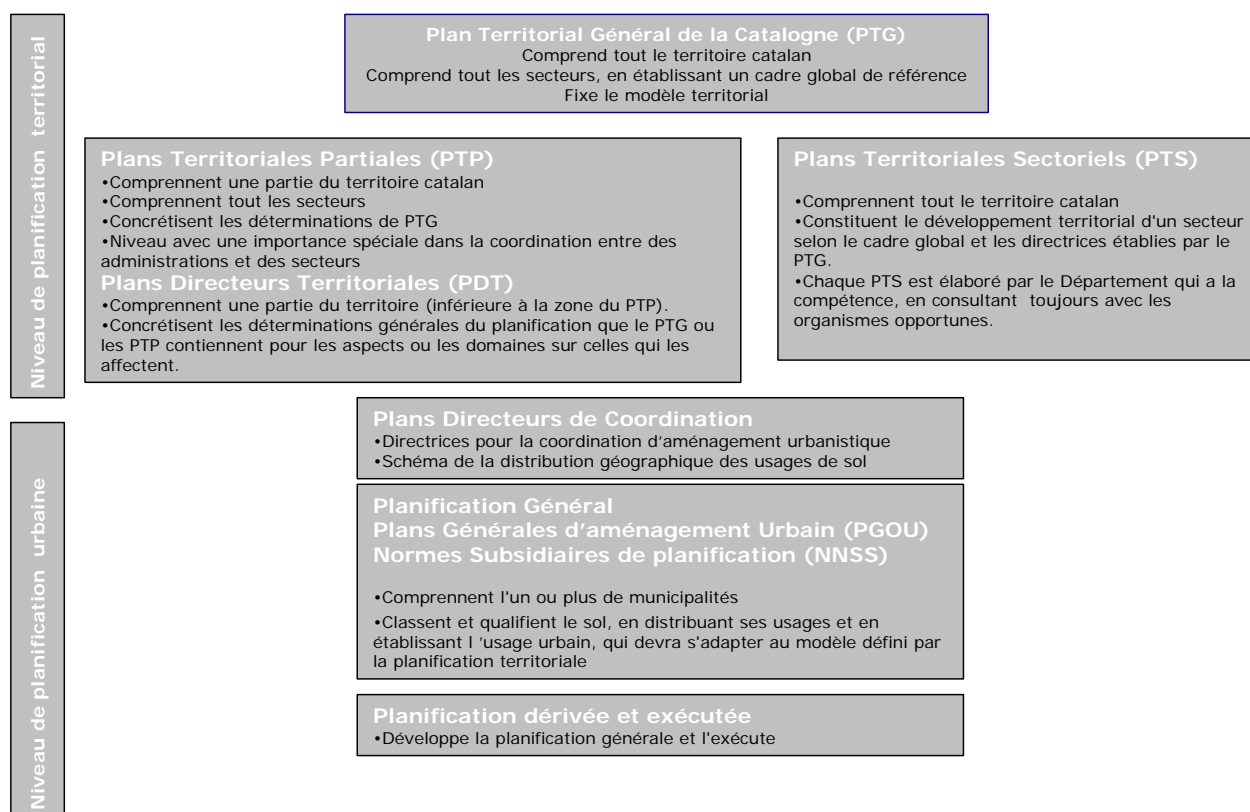 Niveau de planification territorial
Plan Territorial Général de la Catalogne (PTG)
Comprend tout le territoire catalan
Comprend tout les secteurs, en établissant un cadre global de référence
Fixe le modèle territorial
Plans Territoriales Partiales (PTP)
•Comprennent une partie du territoire catalan
•Comprennent tout les secteurs
•Concrétisent les déterminations de PTG
•Niveau avec une importance spéciale dans la coordination entre des
administrations et des secteurs
Plans Directeurs Territoriales (PDT)
•Comprennent une partie du territoire (inférieure à la zone du PTP).
•Concrétisent les déterminations générales du planification que le PTG ou
les PTP contiennent pour les aspects ou les domaines sur celles qui les
affectent.
Plans Territoriales Sectoriels (PTS)
•Comprennent tout le territoire catalan
•Constituent le développement territorial d'un secteur
selon le cadre global et les directrices établies par le
PTG.
•Chaque PTS est élaboré par le Département qui a la
compétence, en consultant toujours avec les
organismes opportunes.
Niveau de planification urbaine
Plans Directeurs de Coordination
•Directrices pour la coordination d'aménagement urbanistique
•Schéma de la distribution géographique des usages de sol
Planification Général
Plans Générales d'aménagement Urbain (PGOU)
Normes Subsidiaires de planification (NNSS)
•Comprennent l'un ou plus de municipalités
•Classent et qualifient le sol, en distribuant ses usages et en
établissant l 'usage urbain, qui devra s'adapter au modèle défini par
la planification territoriale
Planification dérivée et exécutée
•Développe la planification générale et l'exécute